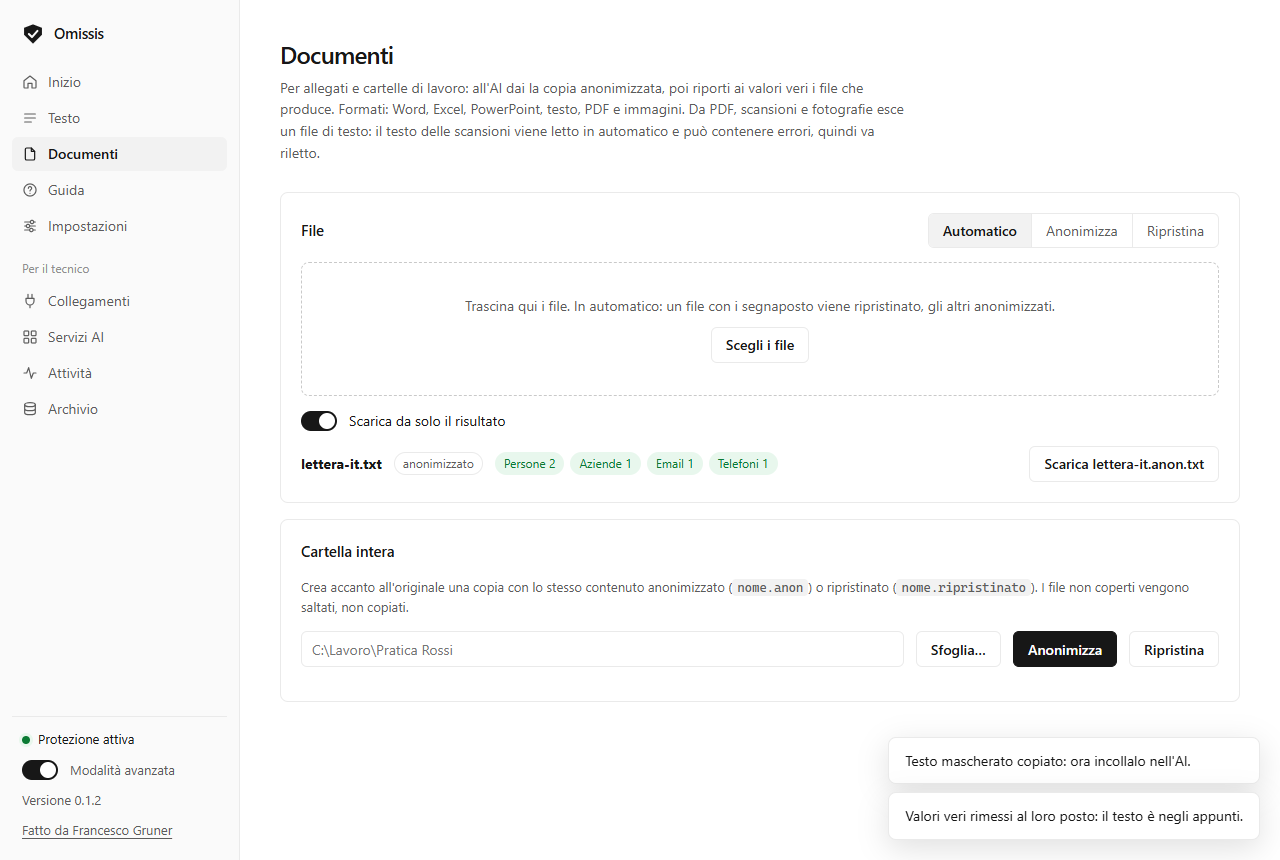 Omissis
Inizio
Testo
Documenti
Guida
Impostazioni
Per il tecnico
Collegamenti
Servizi AI
Attività
Archivio
Protezione attiva
Modalità avanzata
Versione 0.1.2
Fatto da Francesco Gruner
Documenti
Per allegati e cartelle di lavoro: all'AI dai la copia anonimizzata, poi riporti ai valori veri i file che
produce. Formati: Word, Excel, PowerPoint, testo, PDF e immagini. Da PDF, scansioni e fotografie esce
un file di testo: il testo delle scansioni viene letto in automatico e può contenere errori, quindi va
riletto.
File
Automatico Anonimizza Ripristina
Trascina qui i file. In automatico: un file con i segnaposto viene ripristinato, gli altri anonimizzati.
Scegli i file
Scarica da solo il risultato
lettera-it.txt anonimizzato Persone 2 Aziende 1 Email 1 Telefoni 1 Scarica lettera-it.anon.txt
Cartella intera
Crea accanto all'originale una copia con lo stesso contenuto anonimizzato ( nome.anon ) o ripristinato ( nome.ripristinato ). I file non coperti vengono
saltati, non copiati.
C:\Lavoro\Pratica Rossi Sfoglia... Anonimizza Ripristina
Testo mascherato copiato: ora incollalo nell'AI.
Valori veri rimessi al loro posto: il testo è negli appunti.